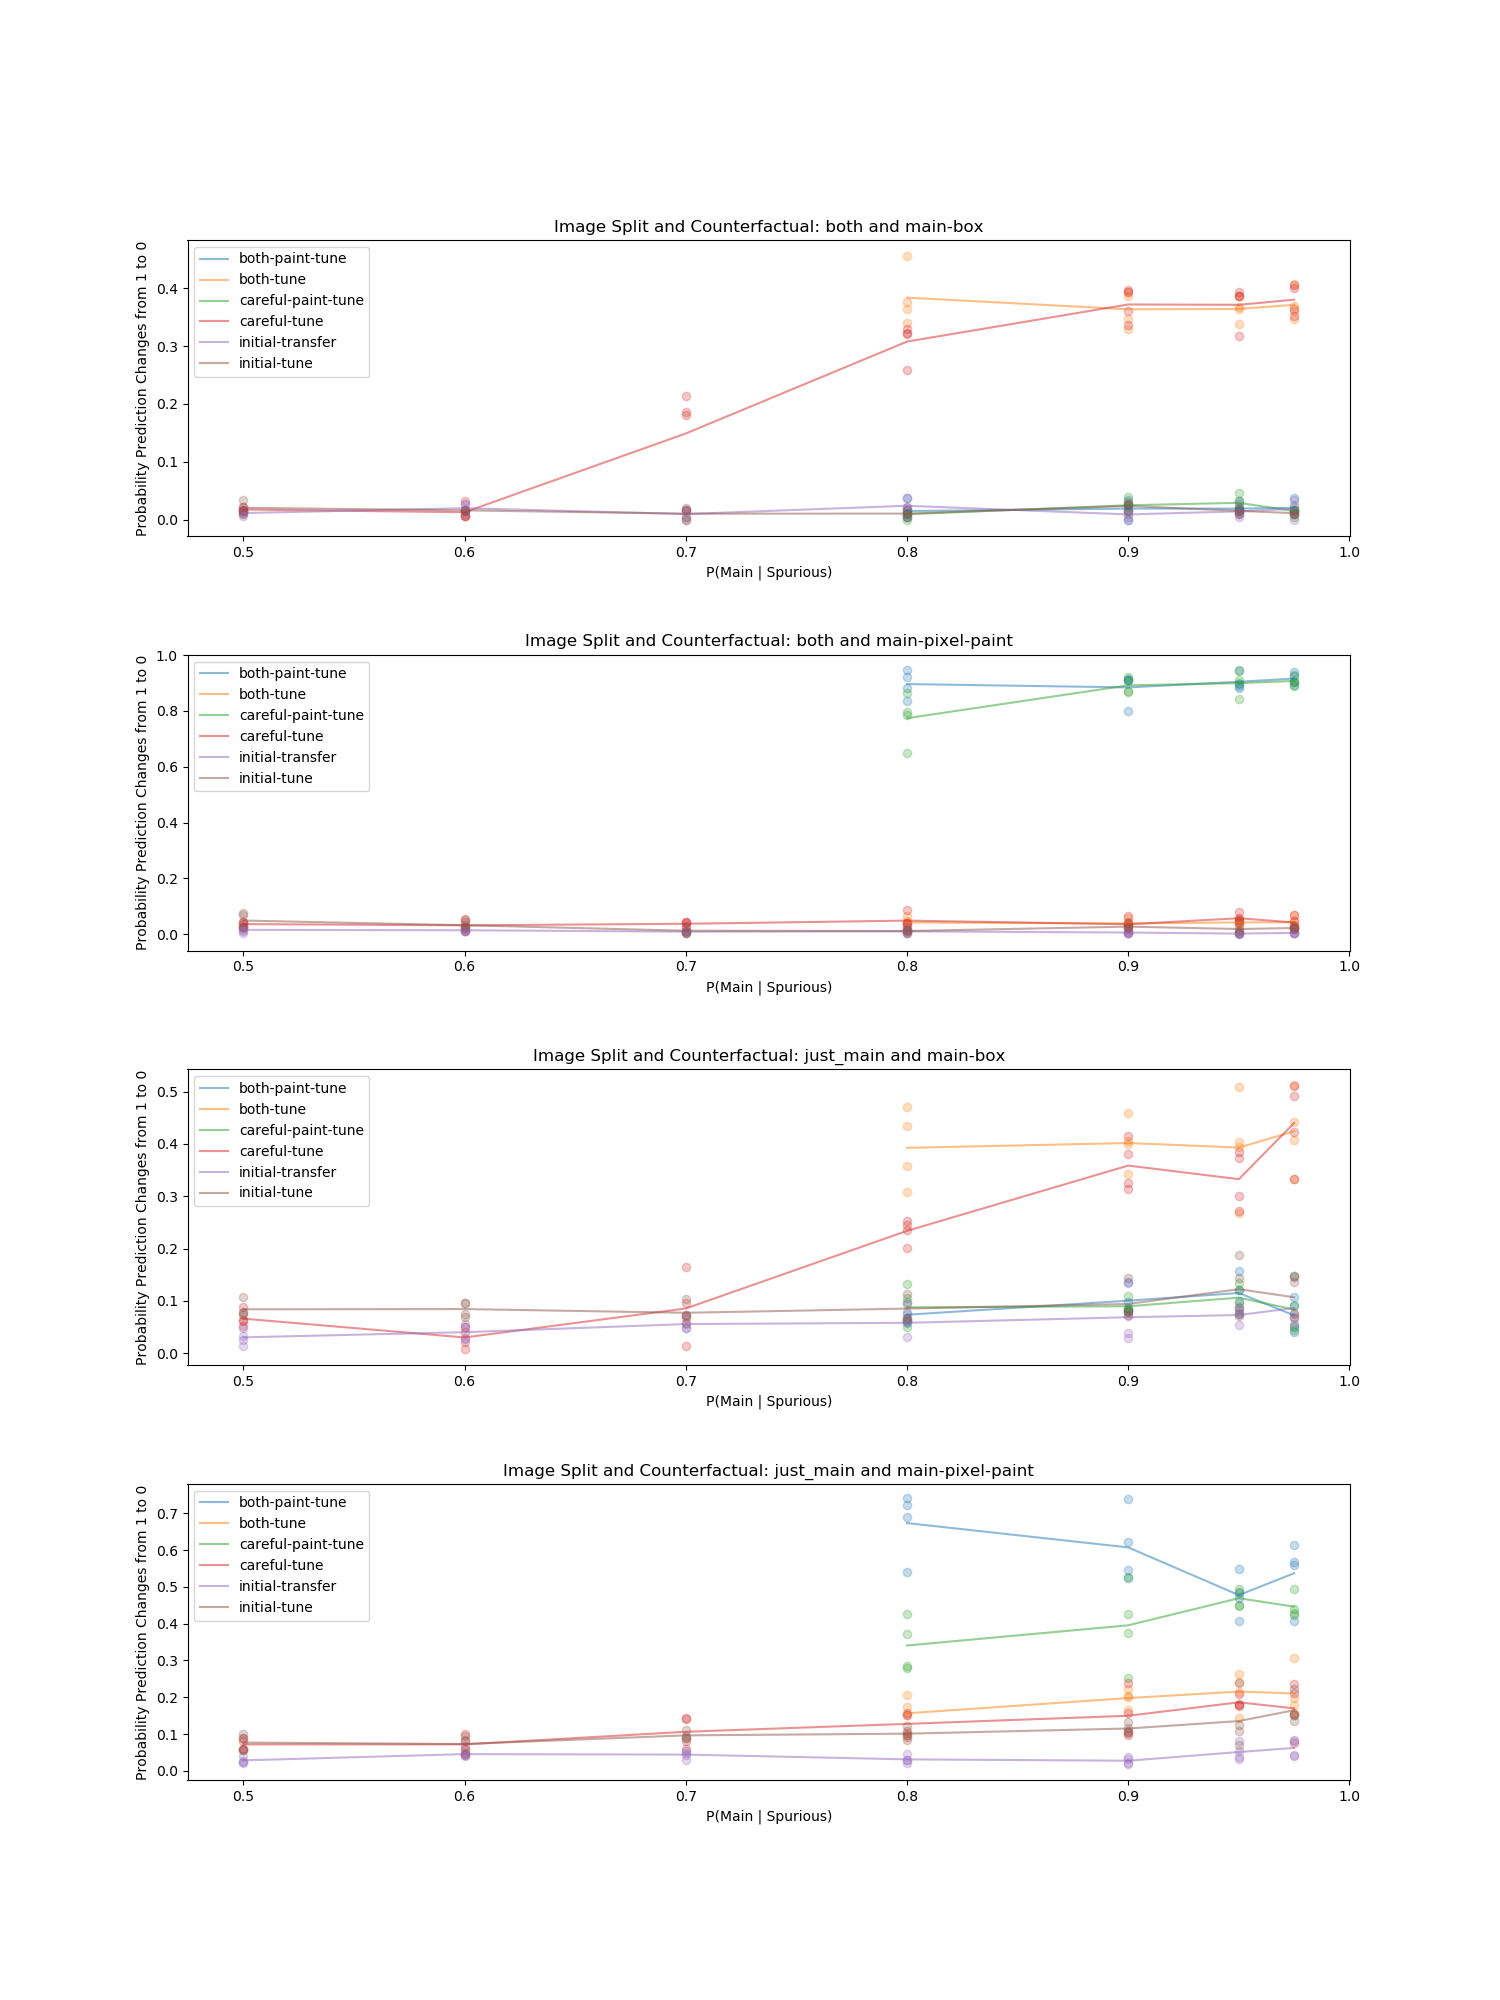 Image Split and Counterfactual: both and main-box
Probability Prediction Changes from 1 to 0
0.4
0.3
0.2
0.1
0.0
both-paint-tune
both-tune
careful-paint-tune
careful-tune
initial-transfer
initial-tune
0.5 0.6 0.7 0.8 0.9 1.0
P(Main | Spurious)
Image Split and Counterfactual: both and main-pixel-paint
Probability Prediction Changes from 1 to 0
1.0
0.8
0.6
0.4
0.2
0.0
both-paint-tune
both-tune
careful-paint-tune
careful-tune
initial-transfer
initial-tune
0.5 0.6 0.7 0.8 0.9 1.0
P(Main | Spurious)
Image Split and Counterfactual: just_main and main-box
Probability Prediction Changes from 1 to 0
0.5
0.4
0.3
0.2
0.1
0.0
both-paint-tune
both-tune
careful-paint-tune
careful-tune
initial-transfer
initial-tune
0.5 0.6 0.7 0.8 0.9 1.0
P(Main | Spurious)
Image Split and Counterfactual: just_main and main-pixel-paint
Probability Prediction Changes from 1 to 0
0.7
0.6
0.5
0.4
0.3
0.2
0.1
0.0
both-paint-tune
both-tune
careful-paint-tune
careful-tune
initial-transfer
initial-tune
0.5 0.6 0.7 0.8 0.9 1.0
P(Main | Spurious)